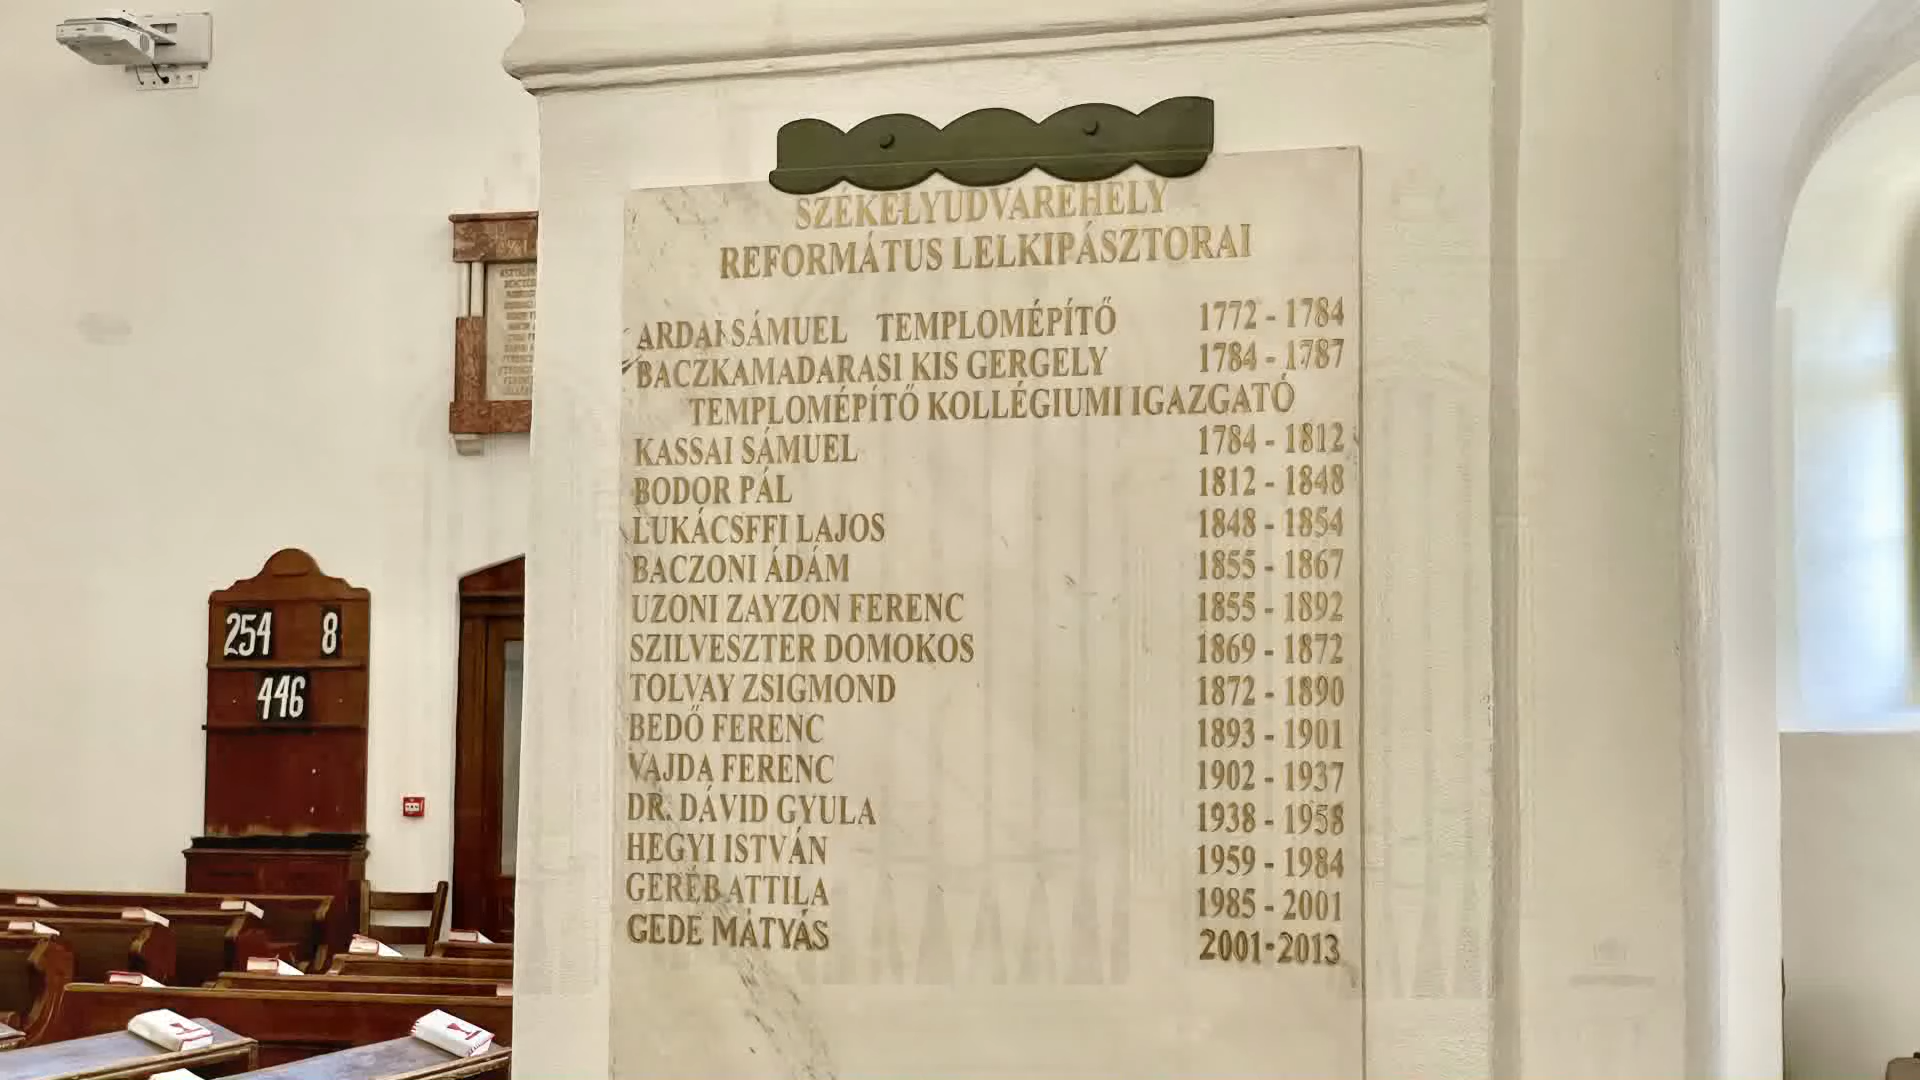 SZÉKELYUDVAREHELY
REFORMÁTUS LELKIPÁSZTORAI
ARDAI SÁMUEL TEMPLOMÉPÍTŐ 1772 - 1784
BACZKAMADARASI KIS GERGELY 1784 - 1787
TEMPLOMÉPÍTŐ KOLLÉGIUMI IGAZGATÓ
KASSAI SÁMUEL 1784 - 1812
BODOR PÁL 1812 - 1848
LUKÁCSFFI LAJOS 1848 - 1854
BACZONI ÁDÁM 1855 - 1867
UZONI ZAYZON FERENC 1855 - 1892
SZILVESZTER DOMOKOS 1869 - 1872
TOLVAY ZSIGMOND 1872 - 1890
BEDŐ FERENC 1893 - 1901
VAJDA FERENC 1902 - 1937
DR. DÁVID GYULA 1938 - 1958
HEGYI ISTVÁN 1959 - 1984
GERÉB ATTILA 1985 - 2001
GEDE MÁTYÁS 2001-2013
254 8
446